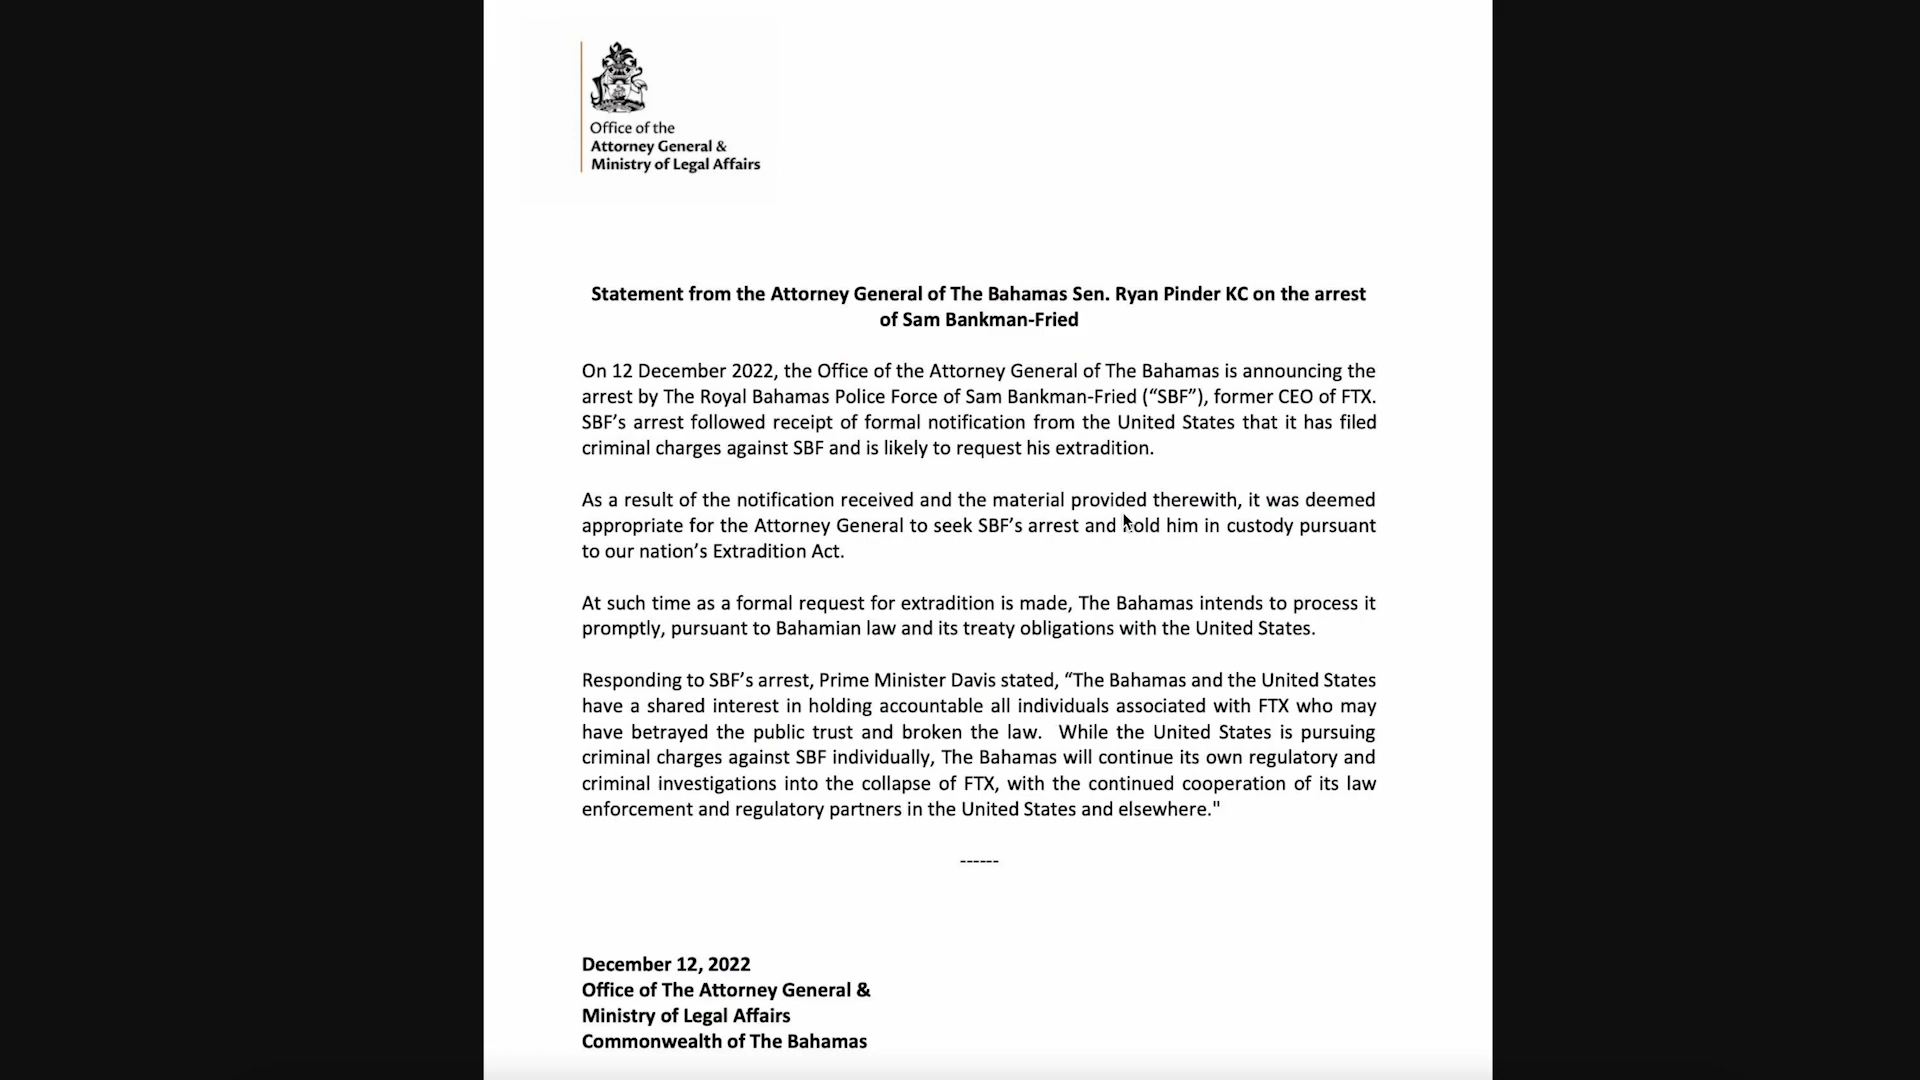 Office of the
Attorney General &
Ministry of Legal Affairs
Statement from the Attorney General of The Bahamas Sen. Ryan Pinder KC on the arrest
of Sam Bankman-Fried
On 12 December 2022, the Office of the Attorney General of The Bahamas is announcing the
arrest by The Royal Bahamas Police Force of Sam Bankman-Fried (“SBF”), former CEO of FTX.
SBF’s arrest followed receipt of formal notification from the United States that it has filed
criminal charges against SBF and is likely to request his extradition.
As a result of the notification received and the material provided therewith, it was deemed
appropriate for the Attorney General to seek SBF’s arrest and hold him in custody pursuant
to our nation’s Extradition Act.
At such time as a formal request for extradition is made, The Bahamas intends to process it
promptly, pursuant to Bahamian law and its treaty obligations with the United States.
Responding to SBF’s arrest, Prime Minister Davis stated, “The Bahamas and the United States
have a shared interest in holding accountable all individuals associated with FTX who may
have betrayed the public trust and broken the law.  While the United States is pursuing
criminal charges against SBF individually, The Bahamas will continue its own regulatory and
criminal investigations into the collapse of FTX, with the continued cooperation of its law
enforcement and regulatory partners in the United States and elsewhere."
------
December 12, 2022
Office of The Attorney General &
Ministry of Legal Affairs
Commonwealth of The Bahamas